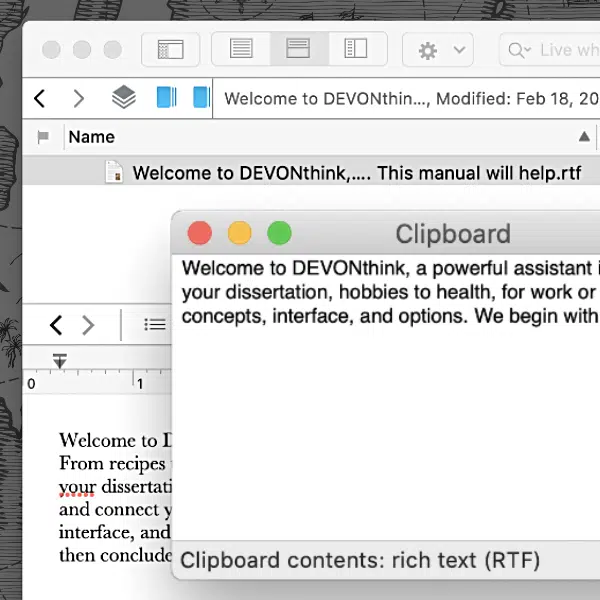 Live wh
Welcome to DEVONthin..., Modified: Feb 18, 20
Name
Welcome to DEVONthink,.... This manual will help.rtf
Clipboard
Welcome to DEVONthink, a powerful assistant i
your dissertation, hobbies to health, for work or
concepts, interface, and options. We begin with
0 1
Welcome to D
From recipes
your dissertati
and connect y
interface, and
then conclude
Clipboard contents: rich text (RTF)